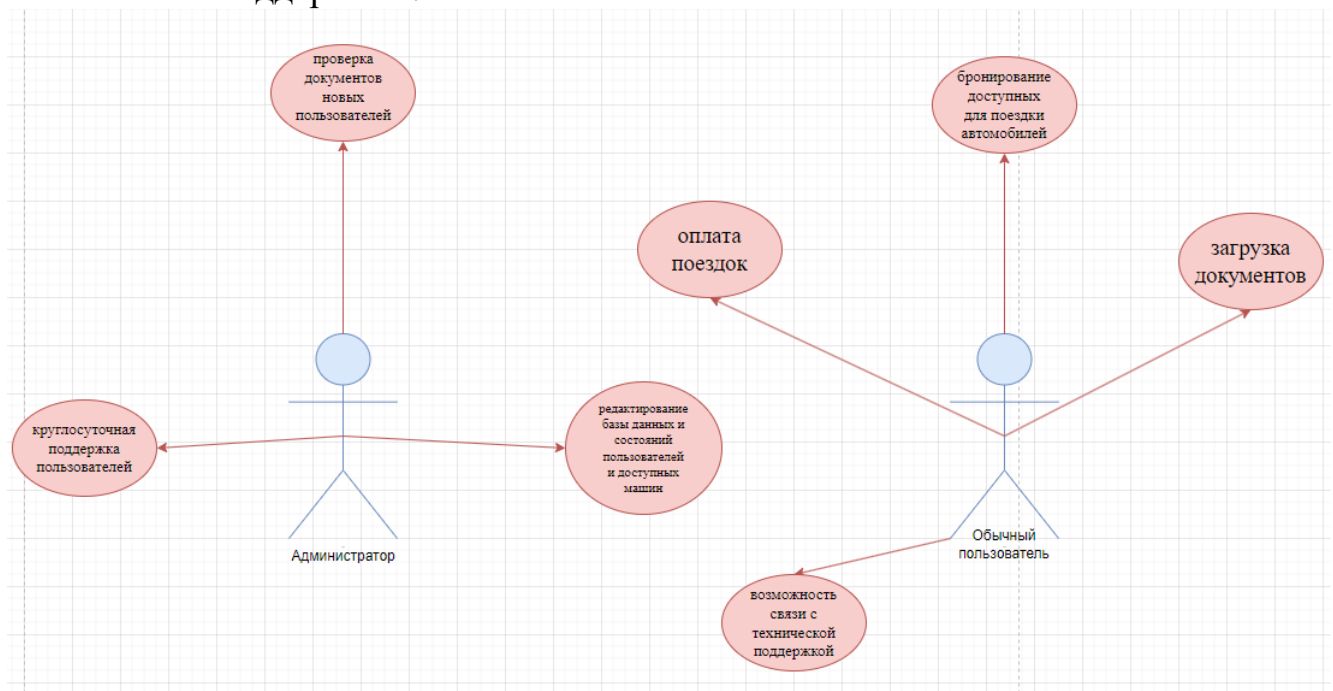 проверка
документов
новых
пользователей
бронирование
доступных
для поездки
автомобилей
оплата
поездок
загрузка
документов
круглосуточная
поддержка
пользователей
редактирование
базы данных и
состояний
пользователей
и доступных
машин
Администратор
Обычный
пользователь
возможность
связи с
технической
поддержкой